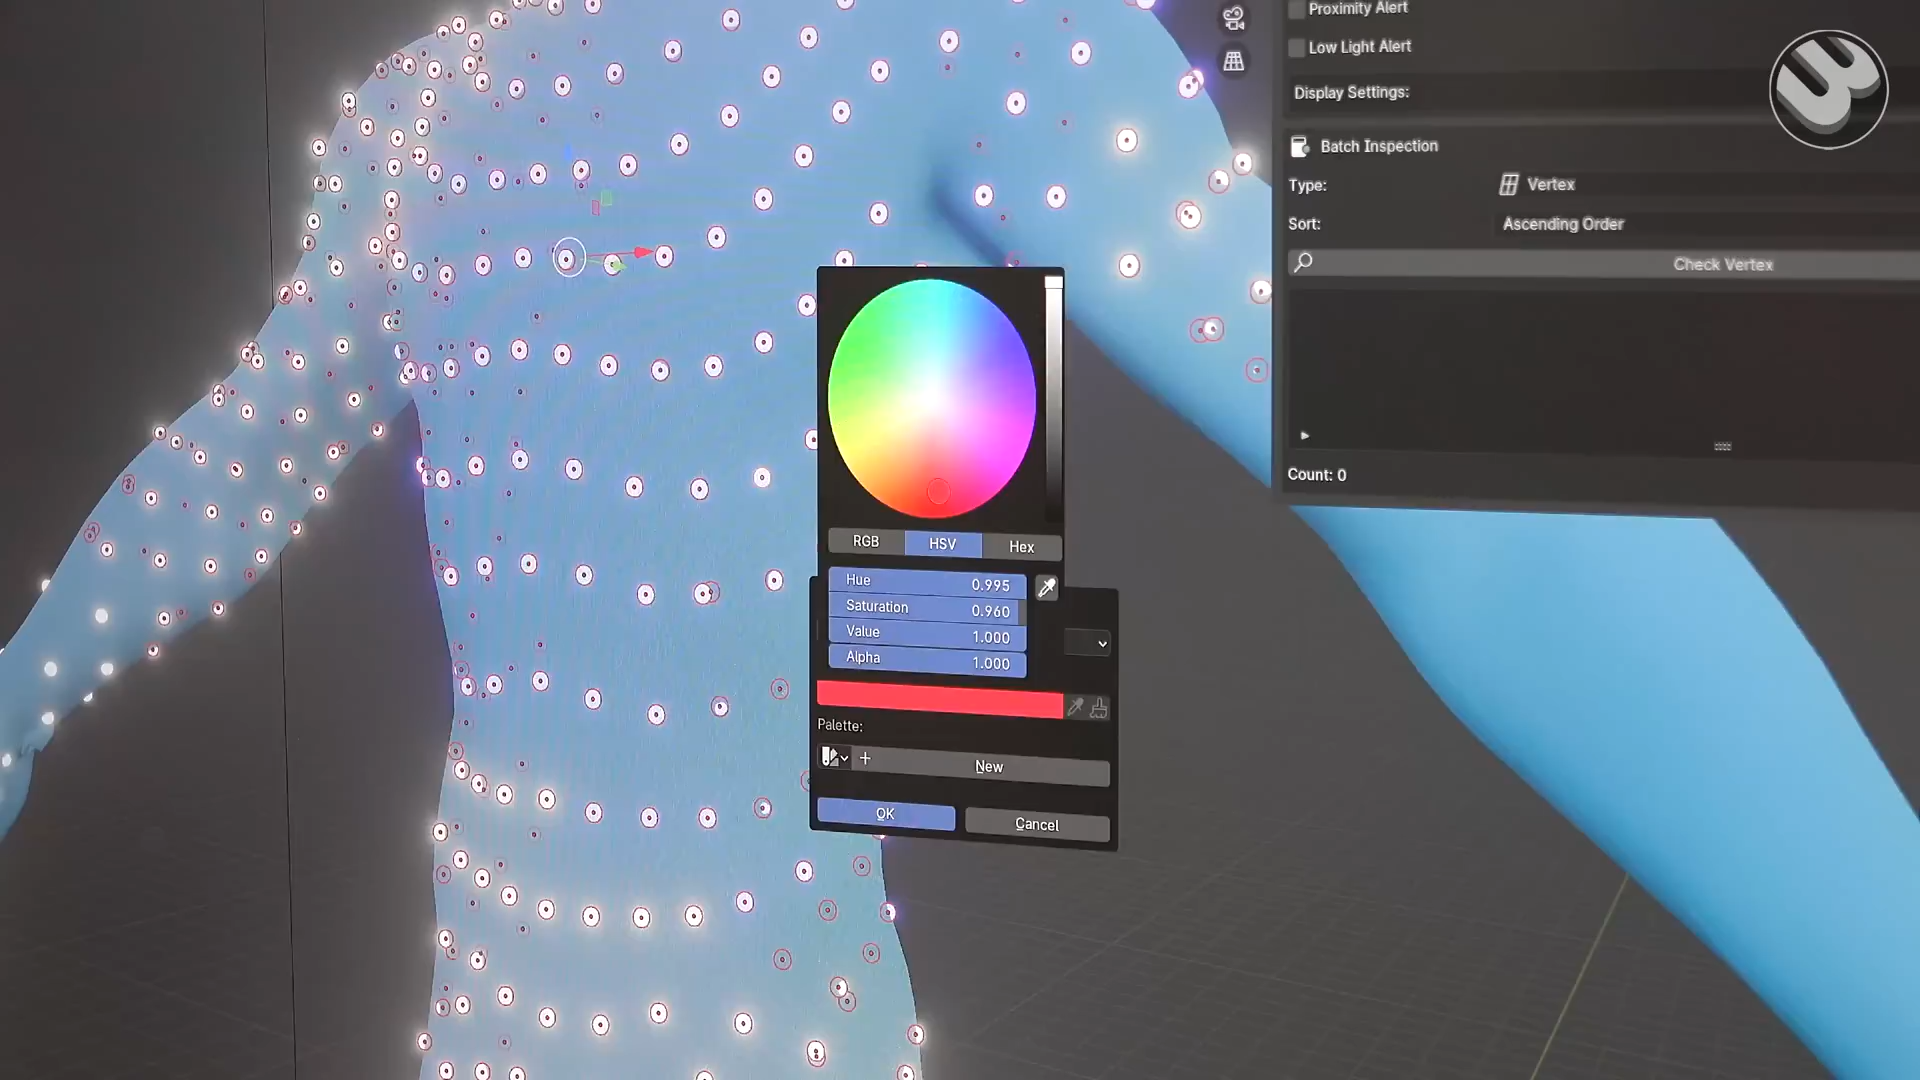 Proximity Alert
Low Light Alert
Display Settings:
Batch Inspection
Type: Vertex
Sort: Ascending Order
Check Vertex
Count: 0
RGB HSV Hex
Hue 0.995
Saturation 0.960
Value 1.000
Alpha 1.000
Palette:
New
OK Cancel